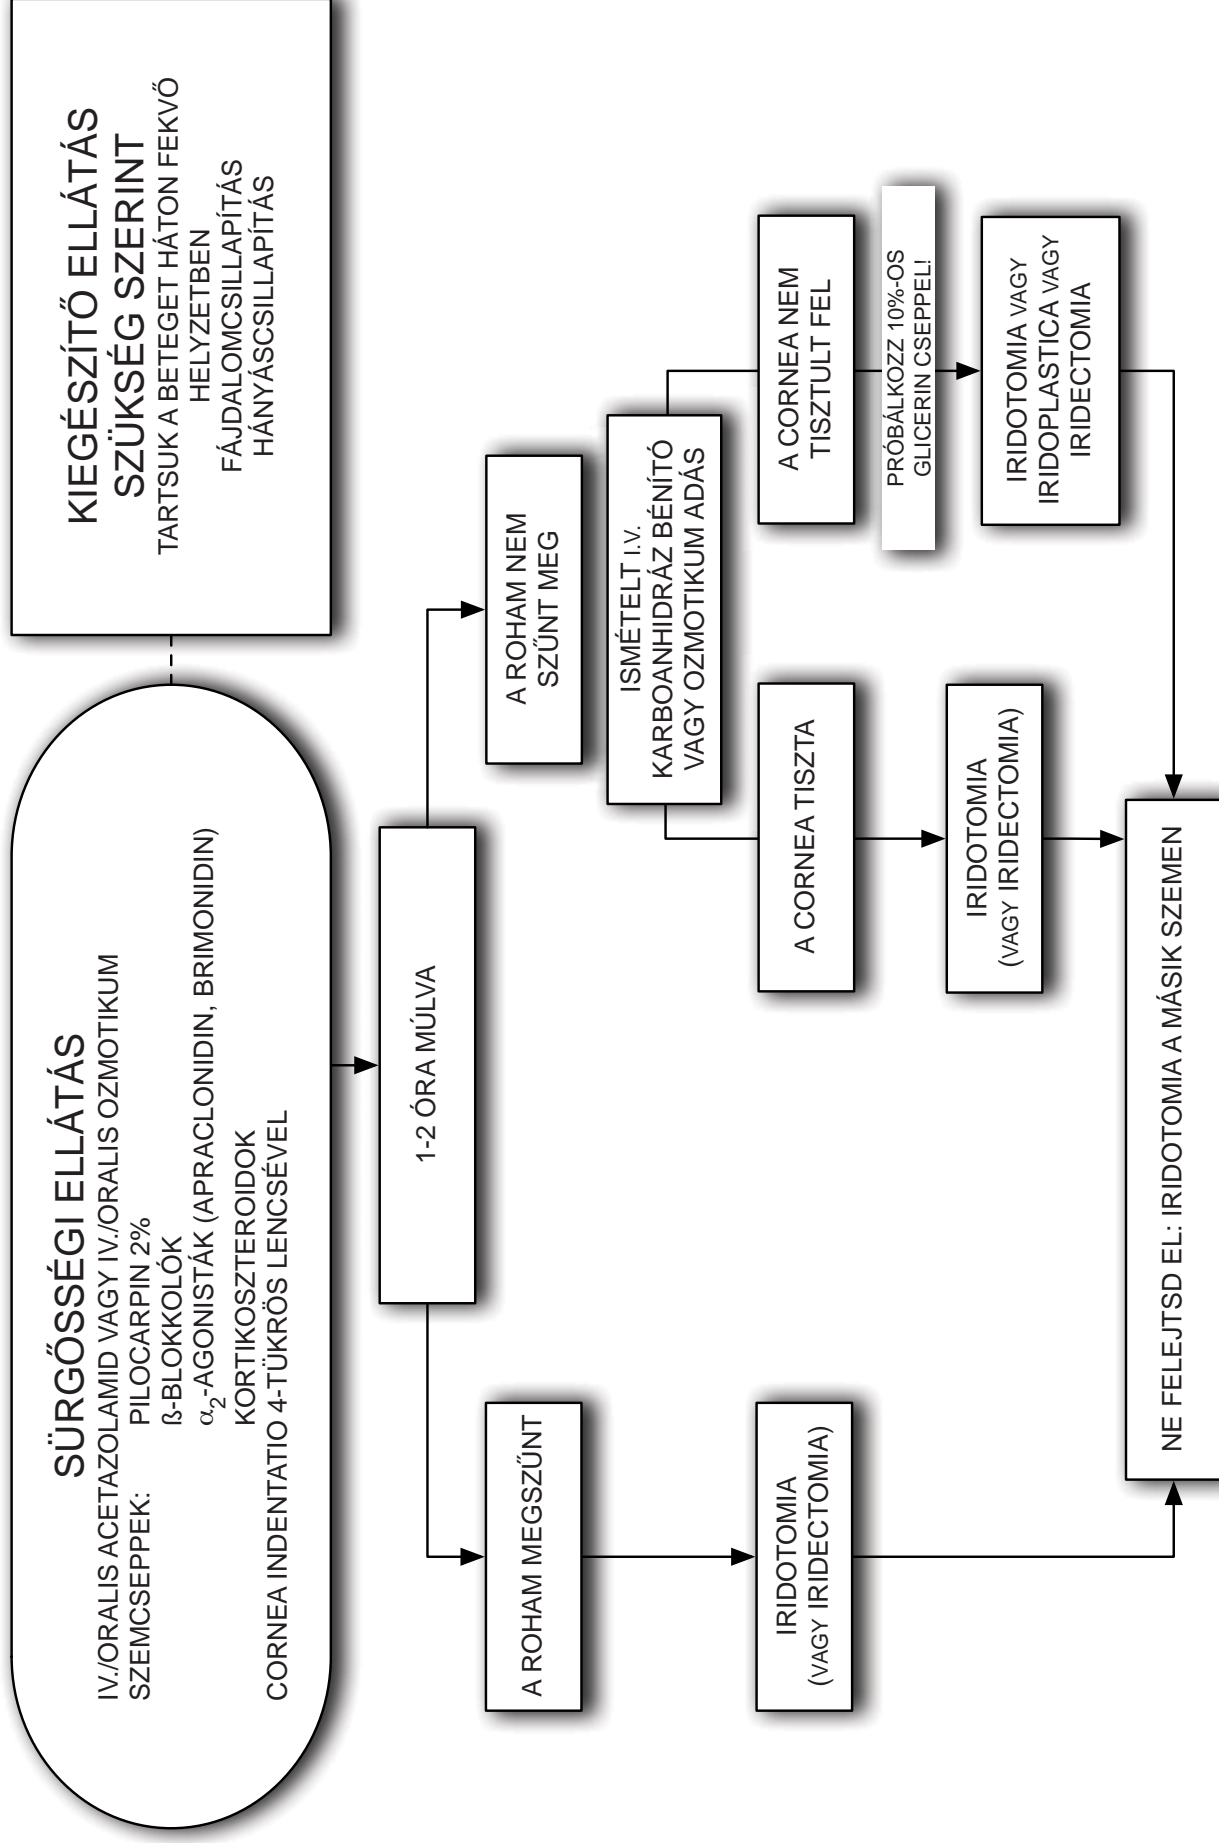 SÜRGŐSSÉGI ELLÁTÁS
IV./ORALIS ACETAZOLAMID VAGY IV./ORALIS OZMOTIKUM
SZEMCSEPPEK: PILOCARPIN 2%
ß-BLOKKOLÓK
α2-AGONISTÁK (APRACLONIDIN, BRIMONIDIN)
KORTIKOSZTEROIDOK
CORNEA INDENTATIO 4-TÜKRÖS LENCSÉVEL
KIEGÉSZÍTŐ ELLÁTÁS
SZÜKSÉG SZERINT
TARTSUK A BETEGET HÁTON FEKVŐ
HELYZETBEN
FÁJDALOMCSILLAPÍTÁS
HÁNYÁSCSILLAPÍTÁS
1-2 ÓRA MÚLVA
A ROHAM MEGSZŰNT
A ROHAM NEM
SZŰNT MEG
ISMÉTELT I.V.
KARBOANHIDRÁZ BÉNÍTÓ
VAGY OZMOTIKUM ADÁS
IRIDOTOMIA
(VAGY IRIDECTOMIA)
A CORNEA TISZTA
A CORNEA NEM
TISZTULT FEL
PRÓBÁLKOZZ 10%-OS
GLICERIN CSEPPEL!
IRIDOTOMIA
(VAGY IRIDECTOMIA)
IRIDOTOMIA VAGY
IRIDOPLASTICA VAGY
IRIDECTOMIA
NE FELEJTSD EL: IRIDOTOMIA A MÁSIK SZEMEN